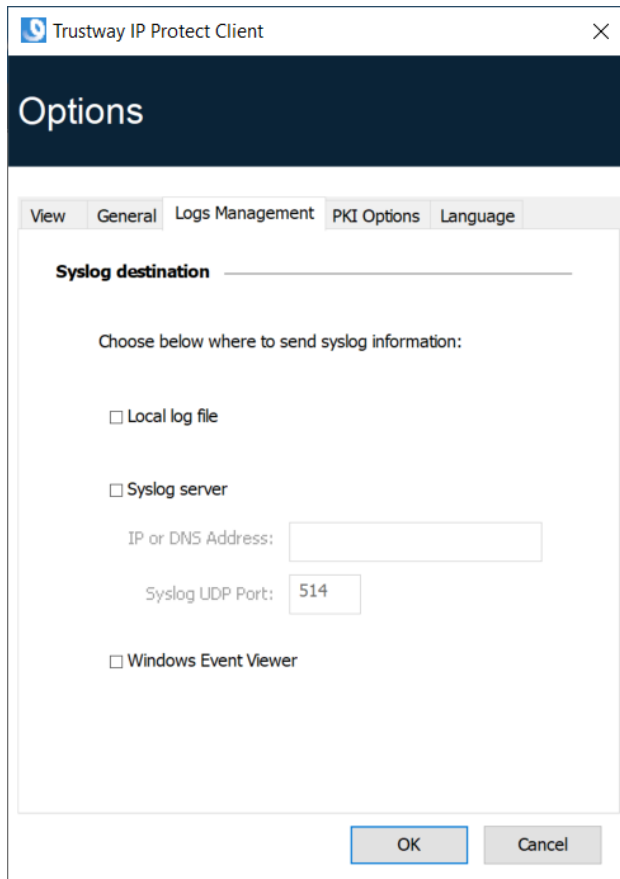 Trustway IP Protect Client
Options
View General Logs Management PKI Options Language
Syslog destination
Choose below where to send syslog information:
Local log file
Syslog server
IP or DNS Address:
Syslog UDP Port: 514
Windows Event Viewer
OK Cancel